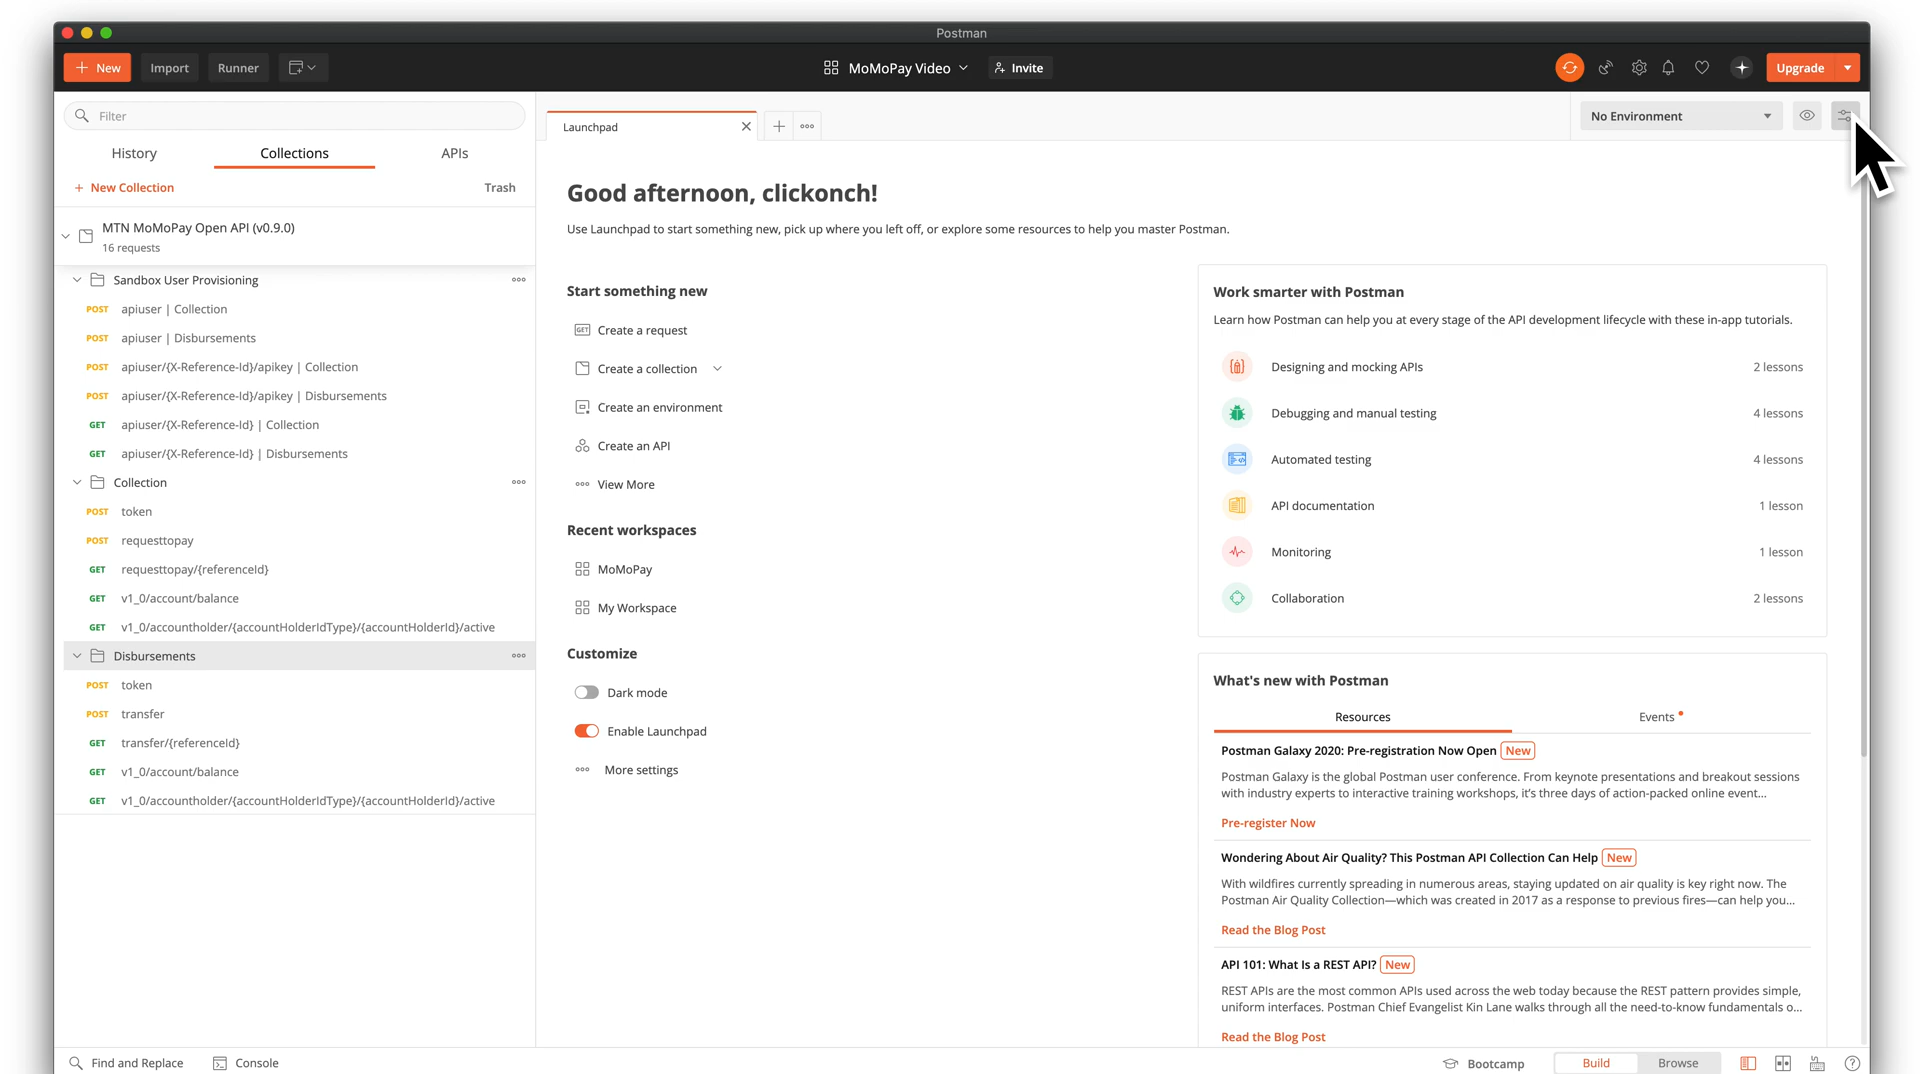 Postman
New
Import
Runner
MoMoPay Video
Invite
Upgrade
Filter
History
Collections
APIs
New Collection
Trash
MTN MoMoPay Open API (v0.9.0)
16 requests
Sandbox User Provisioning
POST apiuser | Collection
POST apiuser | Disbursements
POST apiuser/{X-Reference-Id}/apikey | Collection
POST apiuser/{X-Reference-Id}/apikey | Disbursements
GET apiuser/{X-Reference-Id} | Collection
GET apiuser/{X-Reference-Id} | Disbursements
Collection
POST token
POST requesttopay
GET requesttopay/{referenceId}
GET v1_0/account/balance
GET v1_0/accountholder/{accountHolderIdType}/{accountHolderId}/active
Disbursements
POST token
POST transfer
GET transfer/{referenceId}
GET v1_0/account/balance
GET v1_0/accountholder/{accountHolderIdType}/{accountHolderId}/active
Launchpad
No Environment
Good afternoon, clickonch!
Use Launchpad to start something new, pick up where you left off, or explore some resources to help you master Postman.
Start something new
GET Create a request
Create a collection
Create an environment
Create an API
View More
Recent workspaces
MoMoPay
My Workspace
Customize
Dark mode
Enable Launchpad
More settings
Work smarter with Postman
Learn how Postman can help you at every stage of the API development lifecycle with these in-app tutorials.
Designing and mocking APIs 2 lessons
Debugging and manual testing 4 lessons
Automated testing 4 lessons
API documentation 1 lesson
Monitoring 1 lesson
Collaboration 2 lessons
What's new with Postman
Resources
Events
Postman Galaxy 2020: Pre-registration Now Open New
Postman Galaxy is the global Postman user conference. From keynote presentations and breakout sessions
with industry experts to interactive training workshops, it's three days of action-packed online event...
Pre-register Now
Wondering About Air Quality? This Postman API Collection Can Help New
With wildfires currently spreading in numerous areas, staying updated on air quality is key right now. The
Postman Air Quality Collection—which was created in 2017 as a response to previous fires—can help you...
Read the Blog Post
API 101: What Is a REST API? New
REST APIs are the most common APIs used across the web today because the REST pattern provides simple,
uniform interfaces. Postman Chief Evangelist Kin Lane walks through all the need-to-know fundamentals o...
Read the Blog Post
Find and Replace
Console
Bootcamp
Build
Browse